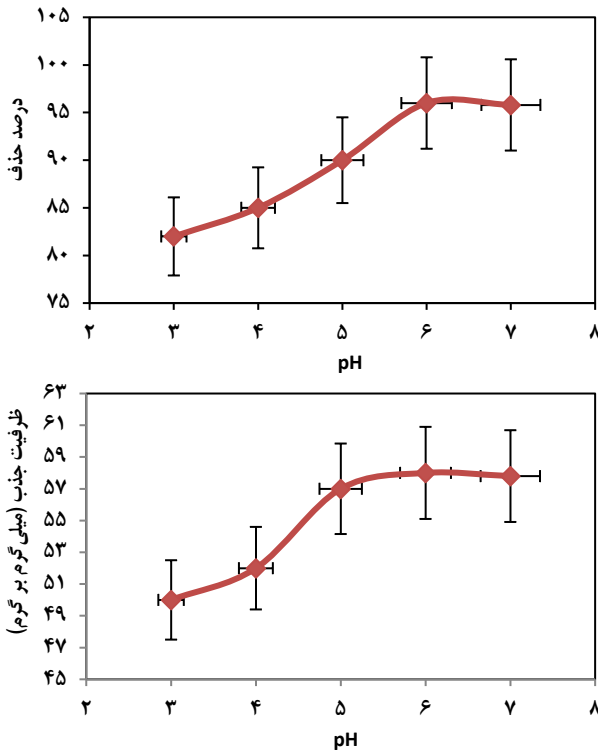 درصد حذف
۱۰۵
۱۰۰
۹۵
۹۰
۸۵
۸۰
۷۵
۲ ۳ ۴ ۵ ۶ ۷ ۸
pH
ظرفیت جذب (میلی گرم بر گرم)
۶۳
۶۱
۵۹
۵۷
۵۵
۵۳
۵۱
۴۹
۴۷
۴۵
۲ ۳ ۴ ۵ ۶ ۷ ۸
pH